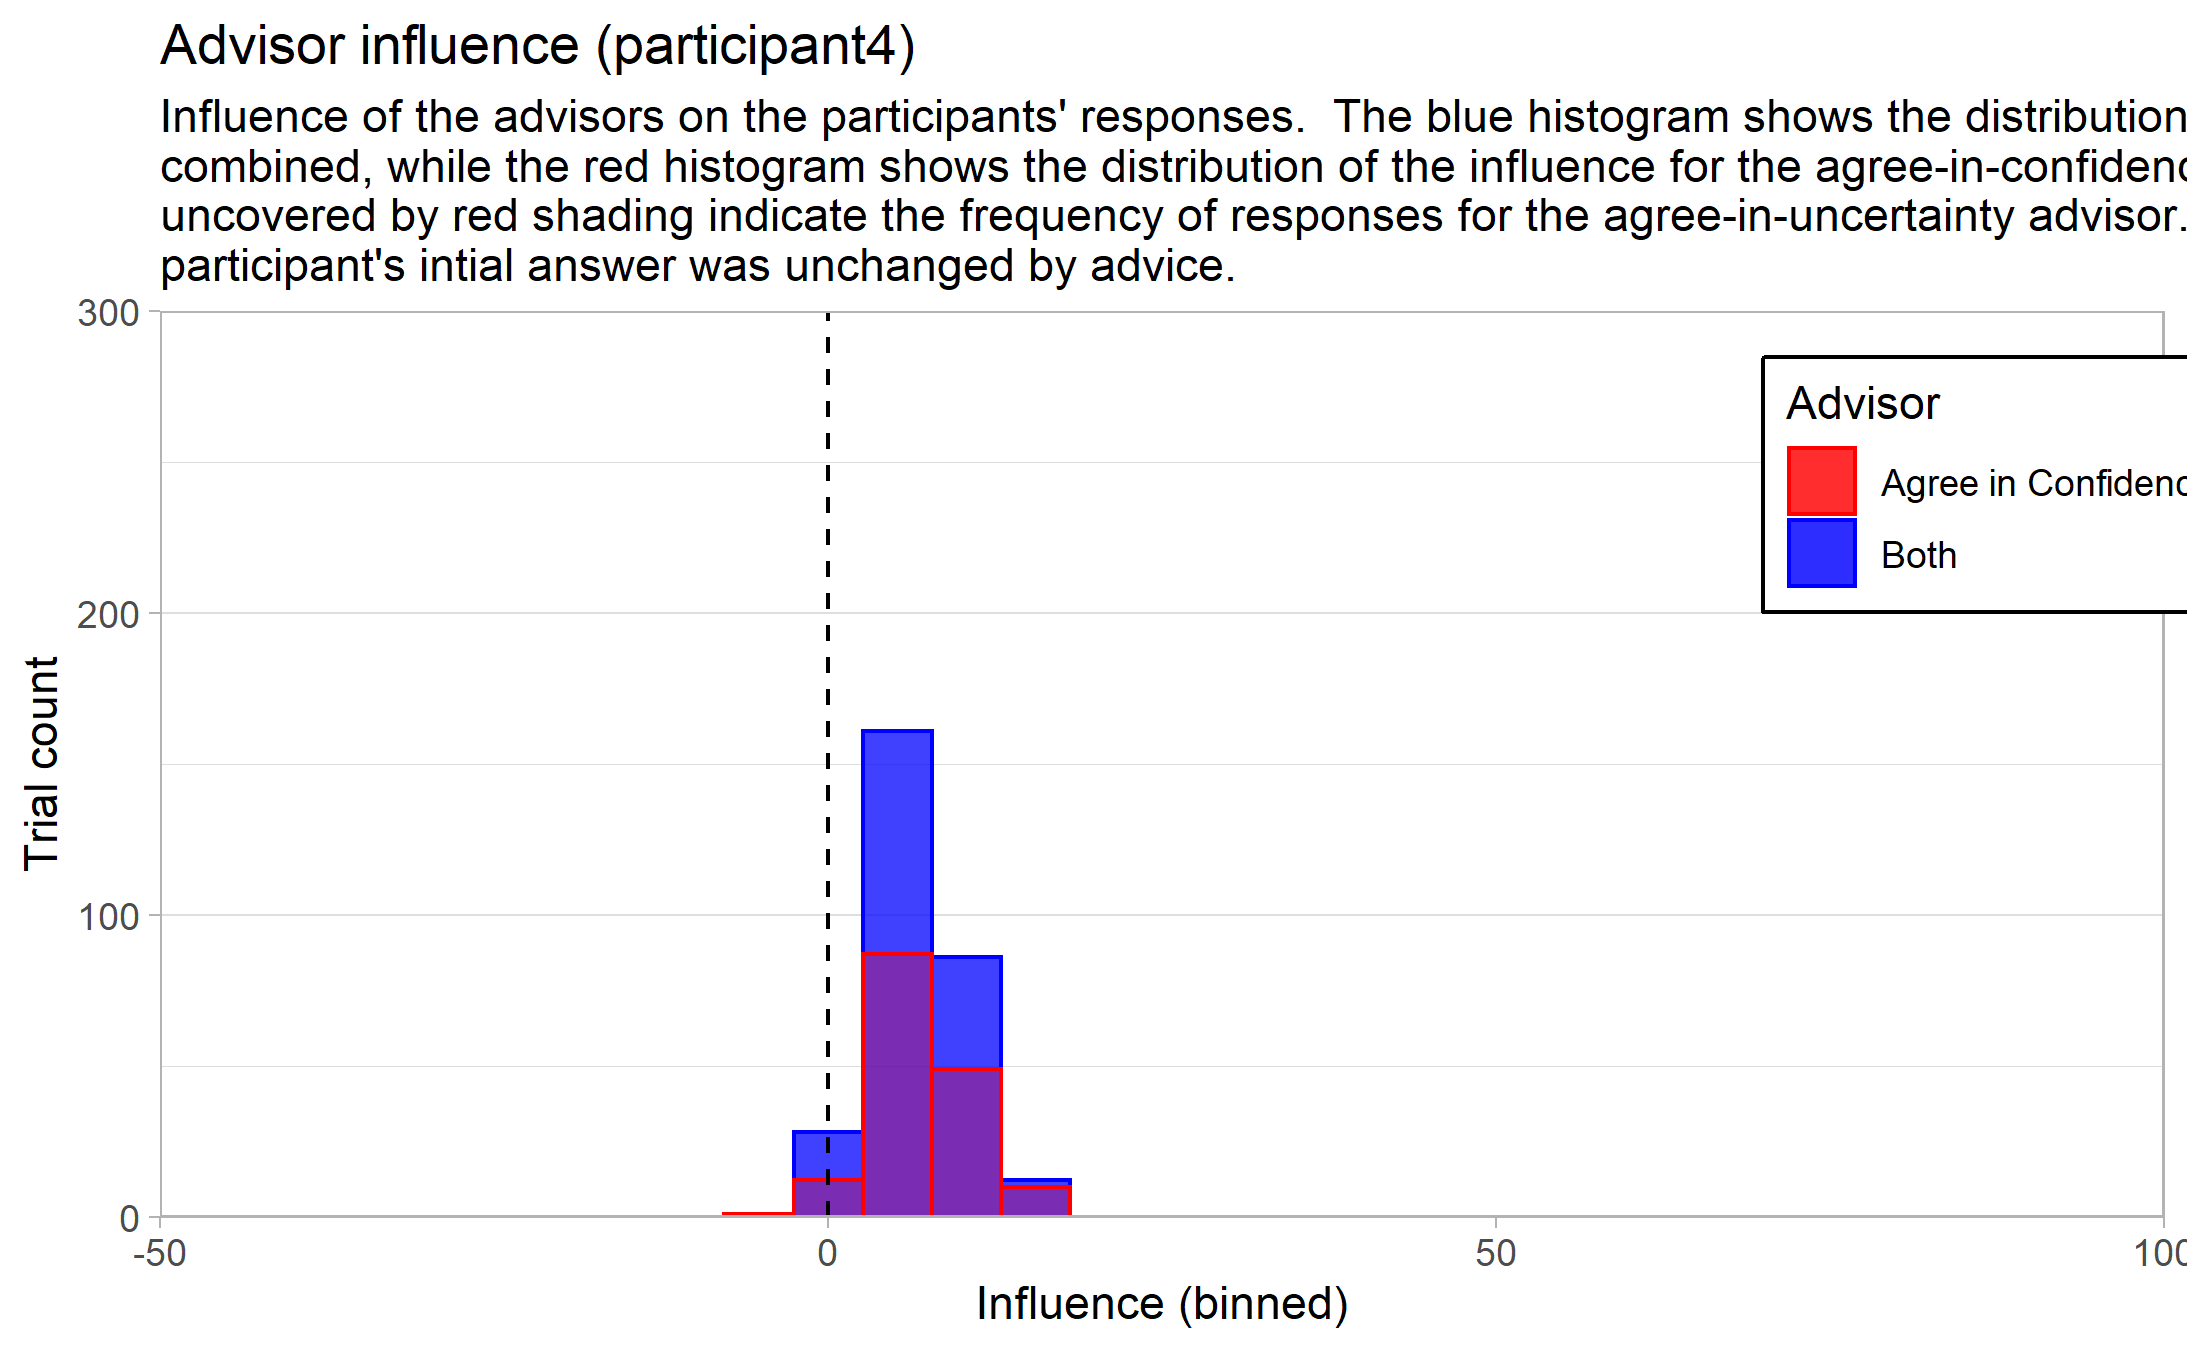 Advisor influence (participant4)
Influence of the advisors on the participants' responses.  The blue histogram shows the distribution
combined, while the red histogram shows the distribution of the influence for the agree-in-confidenc
uncovered by red shading indicate the frequency of responses for the agree-in-uncertainty advisor.
participant's intial answer was unchanged by advice.
300
200
100
0
Trial count
-50
0
50
100
Influence (binned)
Advisor
Agree in Confidenc
Both